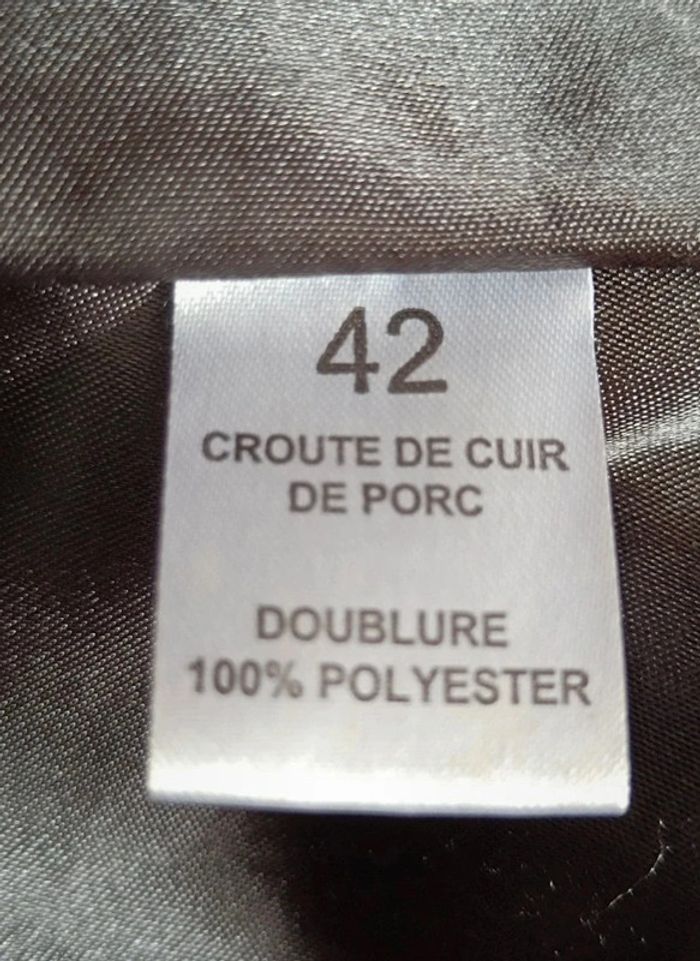 42
CROUTE DE CUIR
DE PORC
DOUBLURE
100% POLYESTER